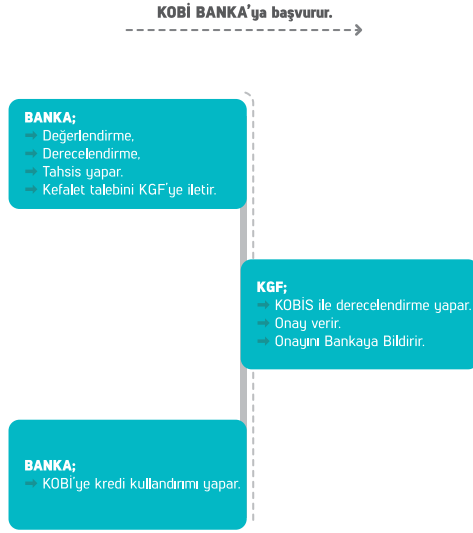 KOBİ BANKA'ya başvurur.
BANKA;
➞ Değerlendirme,
➞ Derecelendirme,
➞ Tahsis yapar.
➞ Kefalet talebini KGF'ye iletir.
KGF;
➞ KOBİS ile derecelendirme yapar.
➞ Onay verir.
➞ Onayını Bankaya Bildirir.
BANKA;
➞ KOBİ'ye kredi kullandırımı yapar.